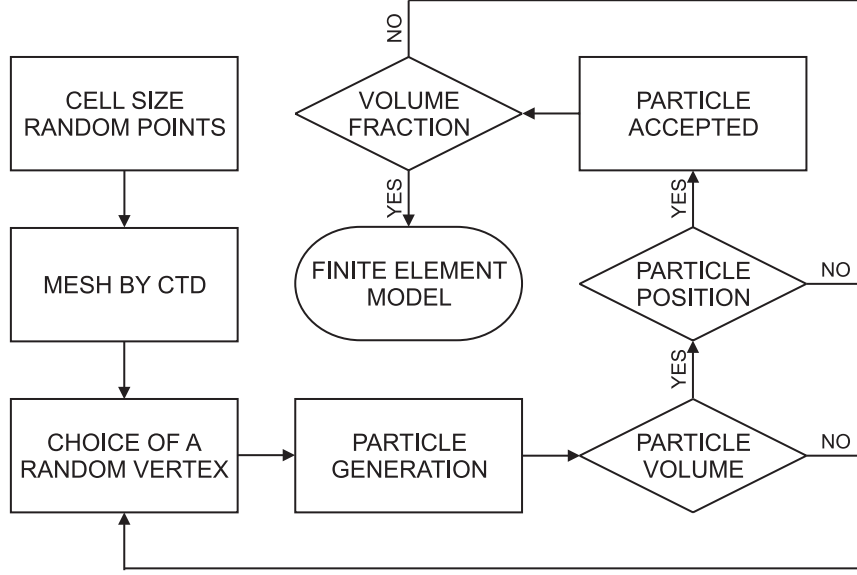 CELL SIZE
RANDOM POINTS
MESH BY CTD
CHOICE OF A
RANDOM VERTEX
PARTICLE
GENERATION
PARTICLE
VOLUME
NO
YES
PARTICLE
POSITION
NO
YES
PARTICLE
ACCEPTED
VOLUME
FRACTION
NO
YES
FINITE ELEMENT
MODEL